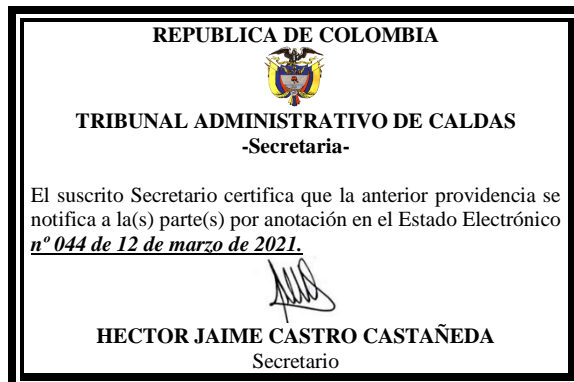 REPUBLICA DE COLOMBIA
TRIBUNAL ADMINISTRATIVO DE CALDAS
-Secretaria-
El suscrito Secretario certifica que la anterior providencia se
notifica a la(s) parte(s) por anotación en el Estado Electrónico
nº 044 de 12 de marzo de 2021.
HECTOR JAIME CASTRO CASTAÑEDA
Secretario